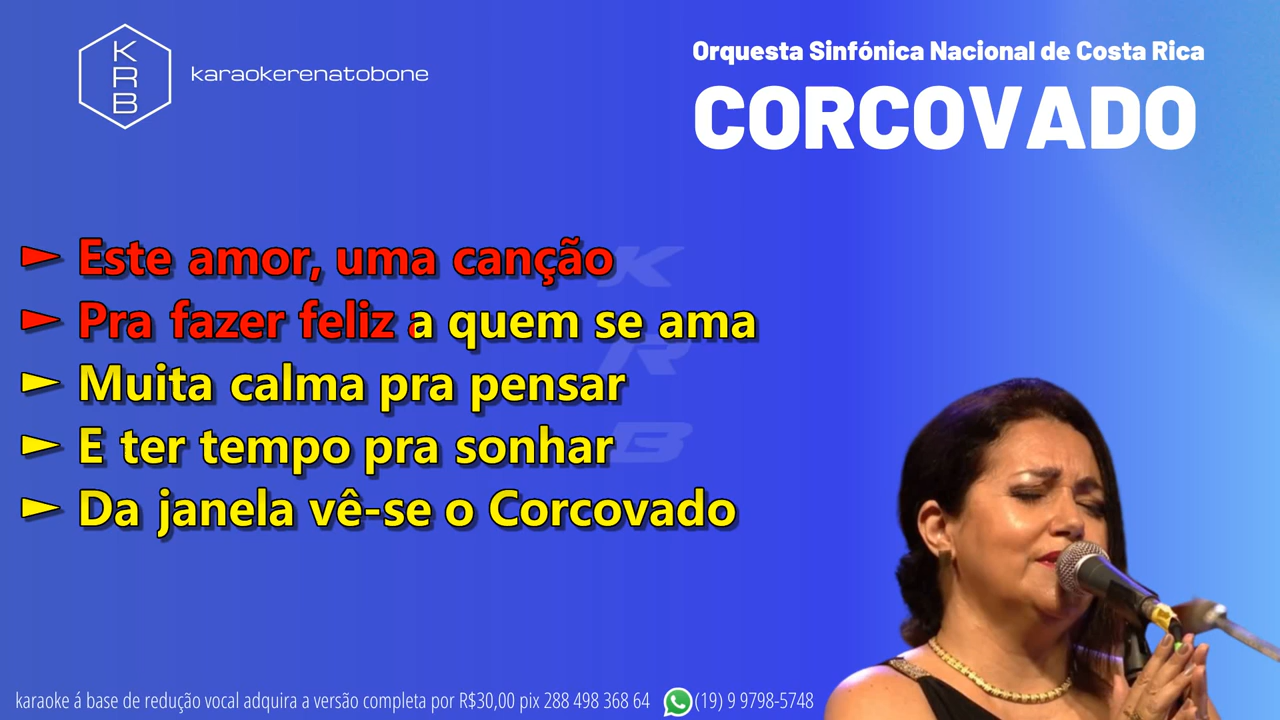 K
R
B
karaokerenatobone
Orquesta Sinfónica Nacional de Costa Rica
CORCOVADO
► Este amor, uma canção
► Pra fazer feliz a quem se ama
► Muita calma pra pensar
► E ter tempo pra sonhar
► Da janela vê-se o Corcovado
K
R
B
karaoke á base de redução vocal adquira a versão completa por R$30,00 pix 288 498 368 64 (19) 9 9798-5748